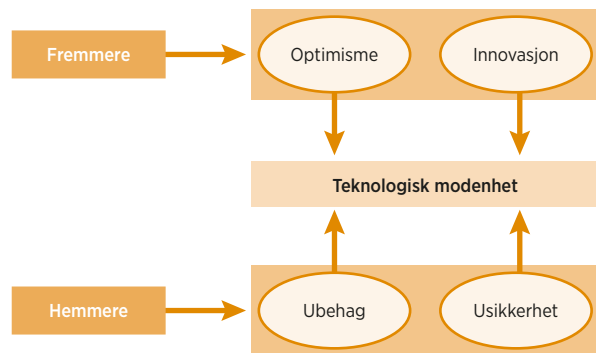 Fremmere
Optimisme
Innovasjon
Teknologisk modenhet
Hemmere
Ubehag
Usikkerhet